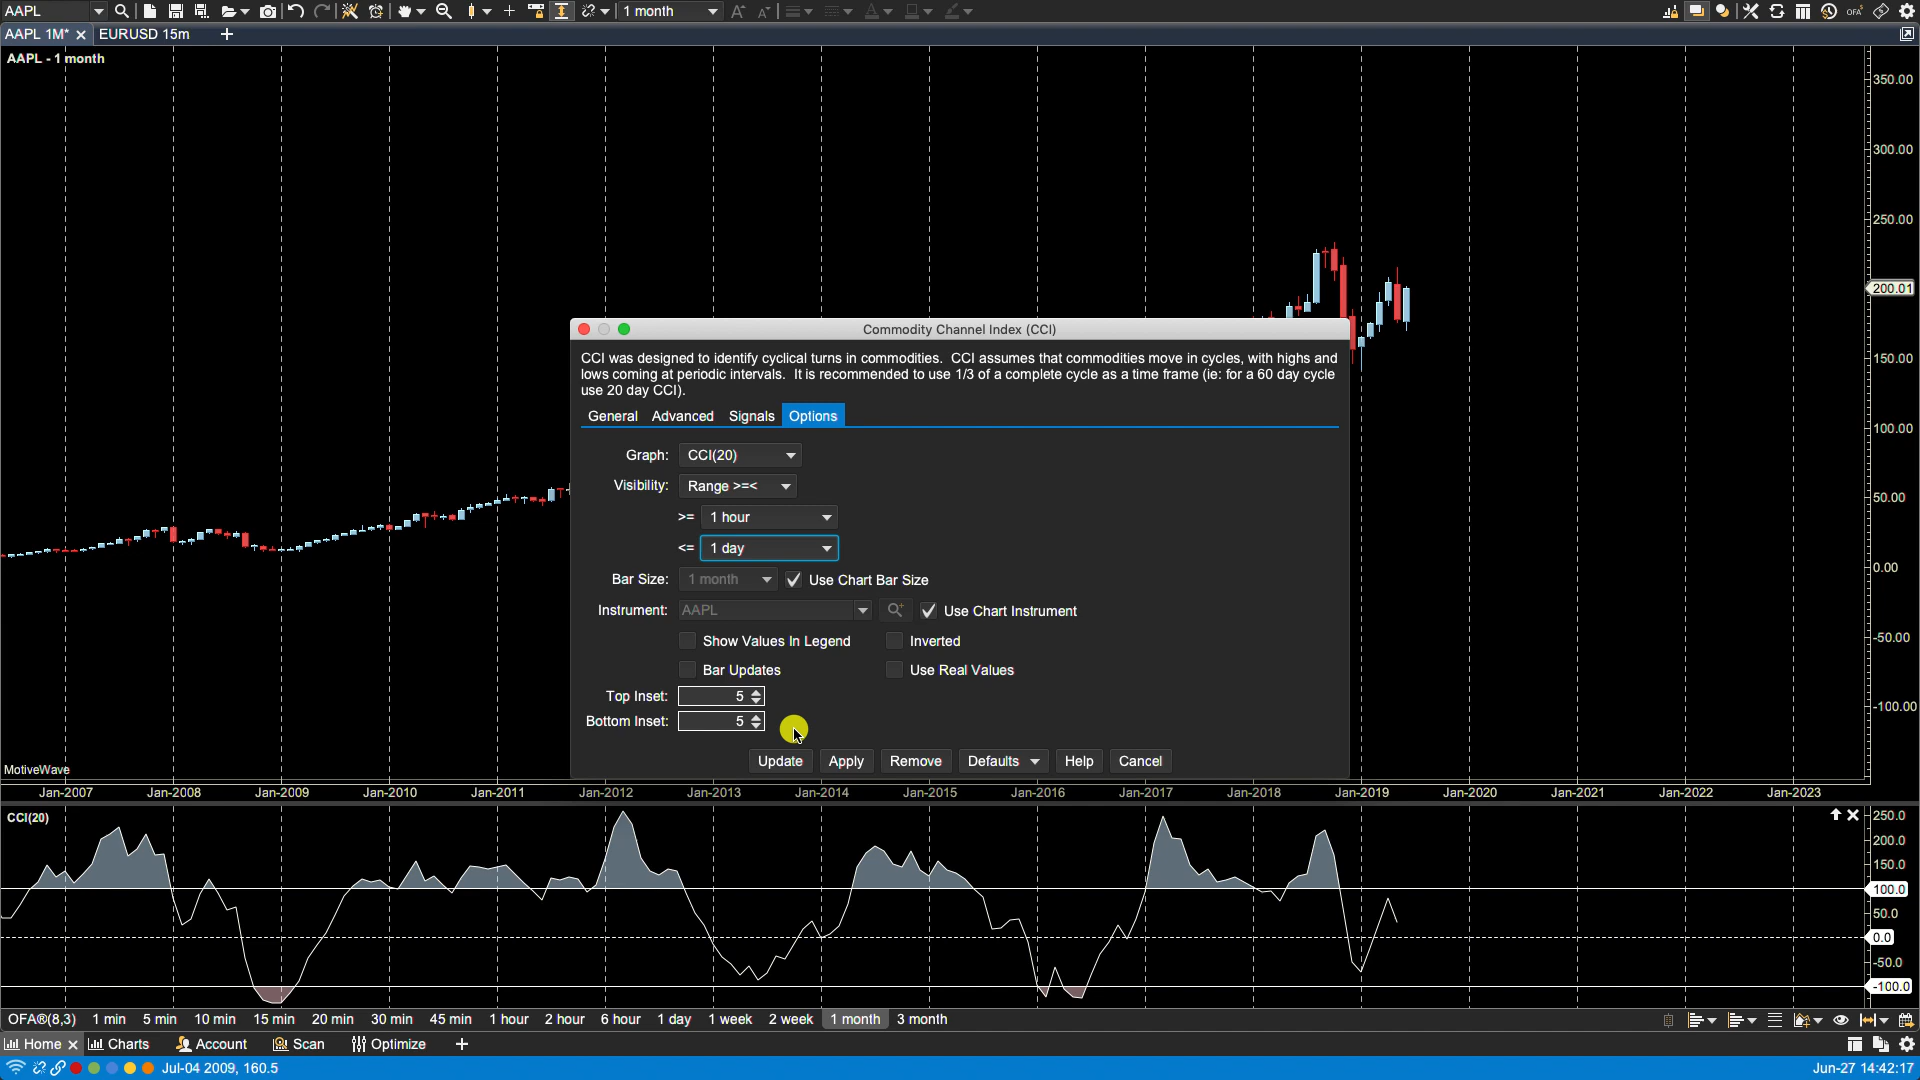 AAPL
1 month
AAPL 1M*
EURUSD 15m
+
AAPL - 1 month
350.00
300.00
250.00
200.01
150.00
100.00
50.00
0.00
-50.00
-100.00
Commodity Channel Index (CCI)
CCI was designed to identify cyclical turns in commodities. CCI assumes that commodities move in cycles, with highs and
lows coming at periodic intervals. It is recommended to use 1/3 of a complete cycle as a time frame (ie: for a 60 day cycle
use 20 day CCI).
General Advanced Signals Options
Graph: CCI(20)
Visibility: Range >=<
>= 1 hour
<= 1 day
Bar Size: 1 month Use Chart Bar Size
Instrument: AAPL Use Chart Instrument
Show Values In Legend Inverted
Bar Updates Use Real Values
Top Inset: 5
Bottom Inset: 5
Update Apply Remove Defaults Help Cancel
MotiveWave
Jan-2007 Jan-2008 Jan-2009 Jan-2010 Jan-2011 Jan-2012 Jan-2013 Jan-2014 Jan-2015 Jan-2016 Jan-2017 Jan-2018 Jan-2019 Jan-2020 Jan-2021 Jan-2022 Jan-2023
CCI(20)
250.0
200.0
150.0
100.0
50.0
0.0
-50.0
-100.0
OFA®(8,3) 1 min 5 min 10 min 15 min 20 min 30 min 45 min 1 hour 2 hour 6 hour 1 day 1 week 2 week 1 month 3 month
Home Charts Account Scan Optimize +
Jul-04 2009, 160.5
Jun-27 14:42:17